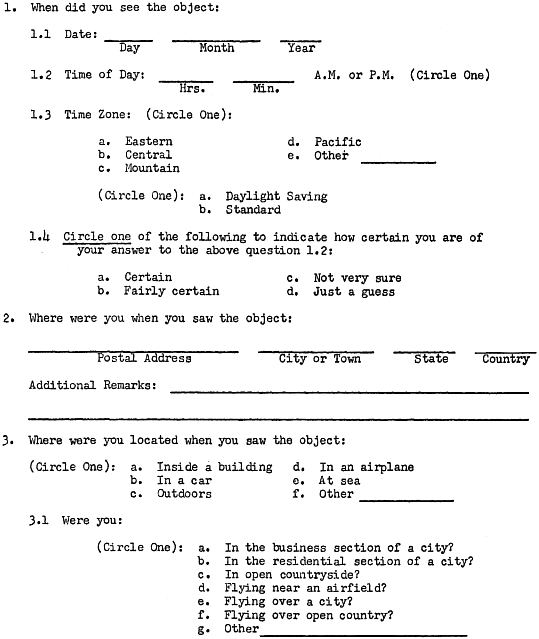 1. When did you see the object:
1.1 Date: ______ ______ ______
Day Month Year
1.2 Time of Day: ______ ______ A.M. or P.M. (Circle One)
Hrs. Min.
1.3 Time Zone: (Circle One):
a. Eastern d. Pacific
b. Central e. Other ______
c. Mountain
(Circle One): a. Daylight Saving
b. Standard
1.4 Circle one of the following to indicate how certain you are of
your answer to the above question 1.2:
a. Certain c. Not very sure
b. Fairly certain d. Just a guess
2. Where were you when you saw the object:
Postal Address City or Town State Country
Additional Remarks: ______
3. Where were you located when you saw the object:
(Circle One): a. Inside a building d. In an airplane
b. In a car e. At sea
c. Outdoors f. Other ______
3.1 Were you:
(Circle One): a. In the business section of a city?
b. In the residential section of a city?
c. In open countryside?
d. Flying near an airfield?
e. Flying over a city?
f. Flying over open country?
g. Other ______